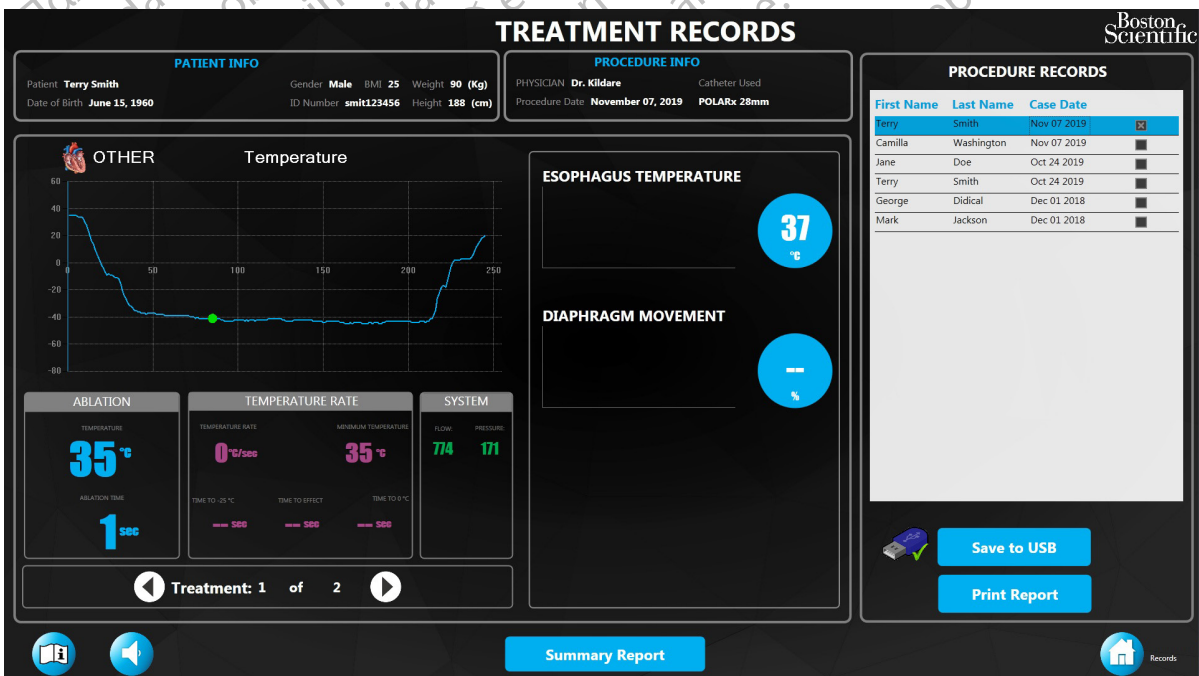 TREATMENT RECORDS
Boston
Scientific
PATIENT INFO
Patient Terry Smith Gender Male BMI 25 Weight 90 (Kg)
Date of Birth June 15, 1960 ID Number smit123456 Height 188 (cm)
PROCEDURE INFO
PHYSICIAN Dr. Kildare Catheter Used
Procedure Date November 07, 2019 POLARx 28mm
PROCEDURE RECORDS
First Name Last Name Case Date
Terry Smith Nov 07 2019
Camilla Washington Nov 07 2019
Jane Doe Oct 24 2019
Terry Smith Oct 24 2019
George Didical Dec 01 2018
Mark Jackson Dec 01 2018
OTHER Temperature
60
40
20
0
-20
-40
-60
-80
0 50 100 150 200 250
ESOPHAGUS TEMPERATURE
37
°C
DIAPHRAGM MOVEMENT
--
%
ABLATION
TEMPERATURE
35 °C
ABLATION TIME
1 sec
TEMPERATURE RATE
TEMPERATURE RATE MINIMUM TEMPERATURE
0 °C/sec 35 °C
TIME TO -25 °C TIME TO EFFECT TIME TO 0 °C
-- sec -- sec -- sec
SYSTEM
FLOW: PRESSURE:
774 171
Treatment: 1 of 2
Save to USB
Print Report
Summary Report
Records